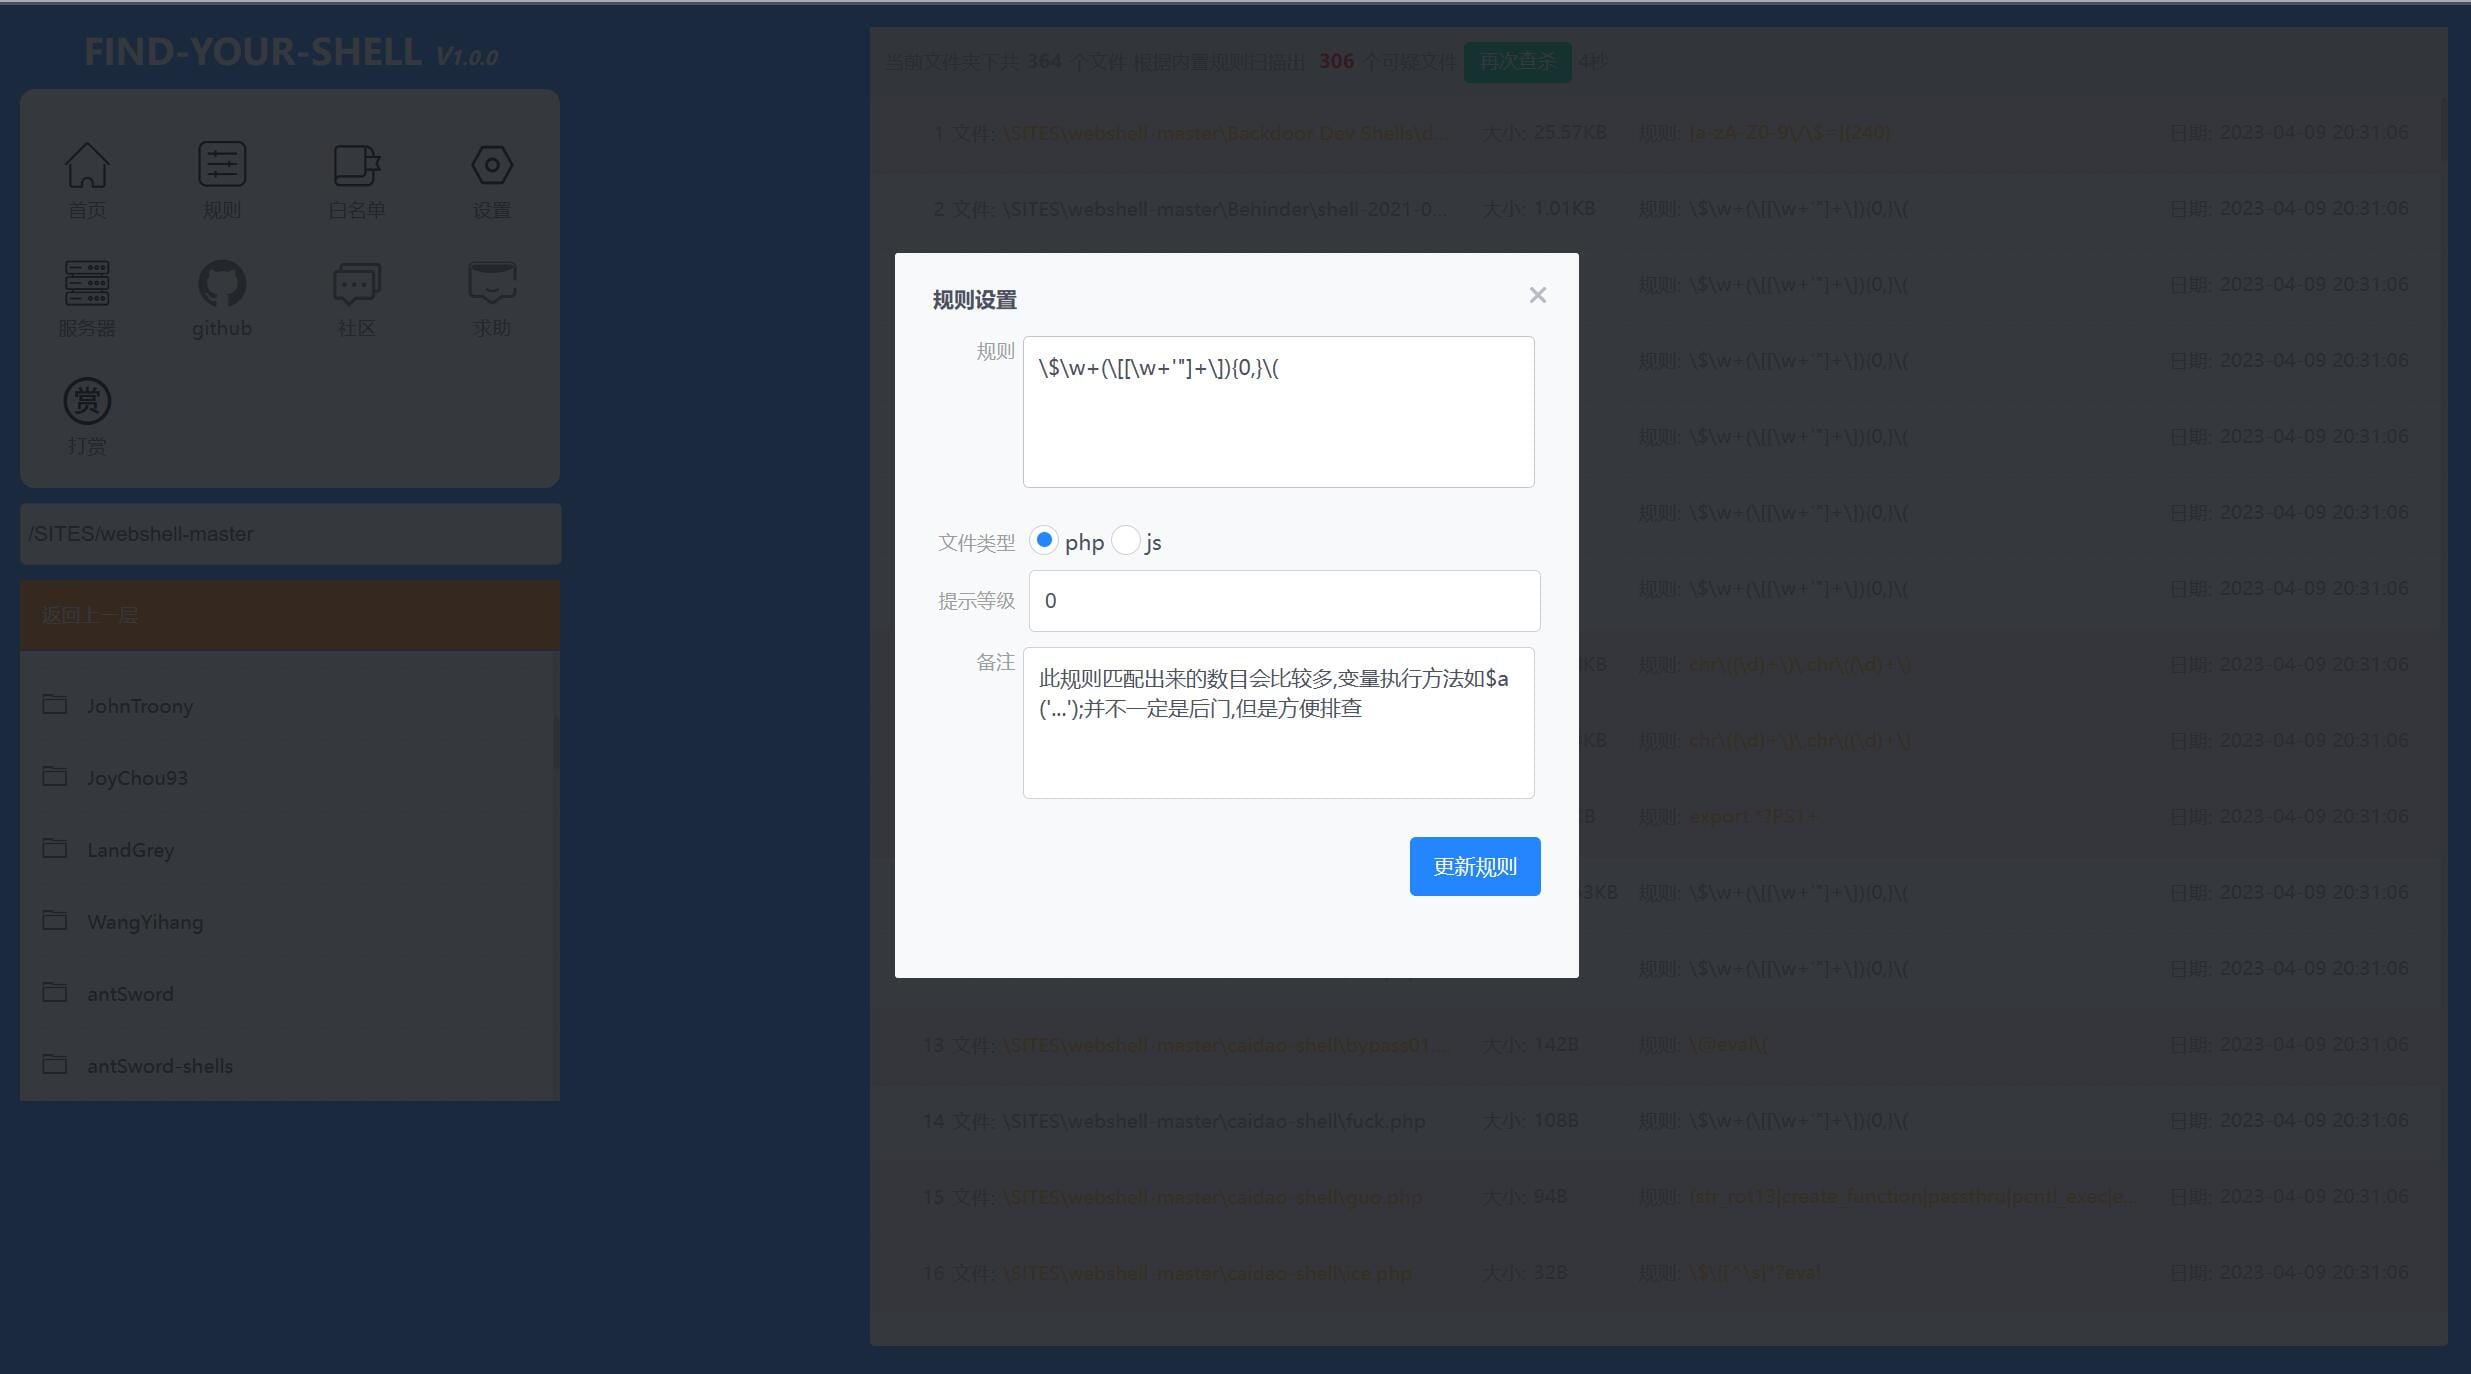 FIND-YOUR-SHELL V1.0.0
首页 规则 白名单 设置
服务器 github 社区 求助
赏
打赏
/SITES/webshell-master
返回上一层
JohnTroony
JoyChou93
LandGrey
WangYihang
antSword
antSword-shells
当前文件夹下共 364 个文件 根据内置规则扫描出 306 个可疑文件 再次查杀 4秒
1 文件: \SITES\webshell-master\Backdoor Dev Shells\d... 大小: 25.57KB 规则: [a-zA-Z0-9\/\$=]{240} 日期: 2023-04-09 20:31:06
2 文件: \SITES\webshell-master\Behinder\shell-2021-0... 大小: 1.01KB 规则: \$\w+(\[[\w+'"]+\]){0,}\( 日期: 2023-04-09 20:31:06
规则: \$\w+(\[[\w+'"]+\]){0,}\( 日期: 2023-04-09 20:31:06
规则: \$\w+(\[[\w+'"]+\]){0,}\( 日期: 2023-04-09 20:31:06
规则: \$\w+(\[[\w+'"]+\]){0,}\( 日期: 2023-04-09 20:31:06
规则: \$\w+(\[[\w+'"]+\]){0,}\( 日期: 2023-04-09 20:31:06
规则: \$\w+(\[[\w+'"]+\]){0,}\( 日期: 2023-04-09 20:31:06
KB 规则: chr\((\d)+\)\.chr\((\d)+\) 日期: 2023-04-09 20:31:06
KB 规则: chr\((\d)+\)\.chr\((\d)+\) 日期: 2023-04-09 20:31:06
B 规则: export.*?PS1+ 日期: 2023-04-09 20:31:06
3KB 规则: \$\w+(\[[\w+'"]+\]){0,}\( 日期: 2023-04-09 20:31:06
规则: \$\w+(\[[\w+'"]+\]){0,}\( 日期: 2023-04-09 20:31:06
13 文件: \SITES\webshell-master\caidao-shell\bypass01.... 大小: 142B 规则: \@eval\( 日期: 2023-04-09 20:31:06
14 文件: \SITES\webshell-master\caidao-shell\fuck.php 大小: 108B 规则: \$\w+(\[[\w+'"]+\]){0,}\( 日期: 2023-04-09 20:31:06
15 文件: \SITES\webshell-master\caidao-shell\guo.php 大小: 94B 规则: (str_rot13|create_function|passthru|pcntl_exec|e... 日期: 2023-04-09 20:31:06
16 文件: \SITES\webshell-master\caidao-shell\ice.php 大小: 32B 规则: 日期: 2023-04-09 20:31:06
规则设置
规则
\$\w+(\[[\w+'"]+\]){0,}\(
文件类型 php js
提示等级 0
备注
此规则匹配出来的数目会比较多,变量执行方法如$a
('...');并不一定是后门,但是方便排查
更新规则